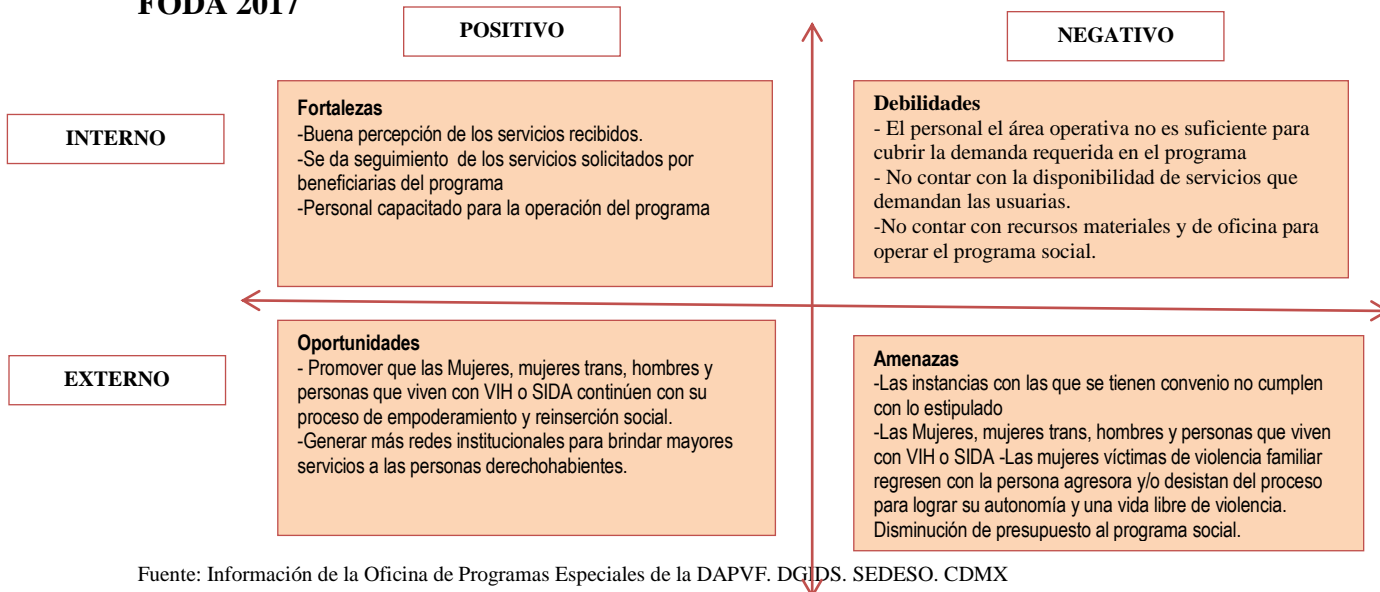 FODA 2017
POSITIVO
NEGATIVO
INTERNO
Fortalezas
-Buena percepción de los servicios recibidos.
-Se da seguimiento de los servicios solicitados por
beneficiarias del programa
-Personal capacitado para la operación del programa
Debilidades
- El personal el área operativa no es suficiente para
cubrir la demanda requerida en el programa
- No contar con la disponibilidad de servicios que
demandan las usuarias.
-No contar con recursos materiales y de oficina para
operar el programa social.
EXTERNO
Oportunidades
- Promover que las Mujeres, mujeres trans, hombres y
personas que viven con VIH o SIDA continúen con su
proceso de empoderamiento y reinserción social.
-Generar más redes institucionales para brindar mayores
servicios a las personas derechohabientes.
Amenazas
-Las instancias con las que se tienen convenio no cumplen
con lo estipulado
-Las Mujeres, mujeres trans, hombres y personas que viven
con VIH o SIDA -Las mujeres víctimas de violencia familiar
regresen con la persona agresora y/o desistan del proceso
para lograr su autonomía y una vida libre de violencia.
Disminución de presupuesto al programa social.
Fuente: Información de la Oficina de Programas Especiales de la DAPVF. DGIDS. SEDESO. CDMX